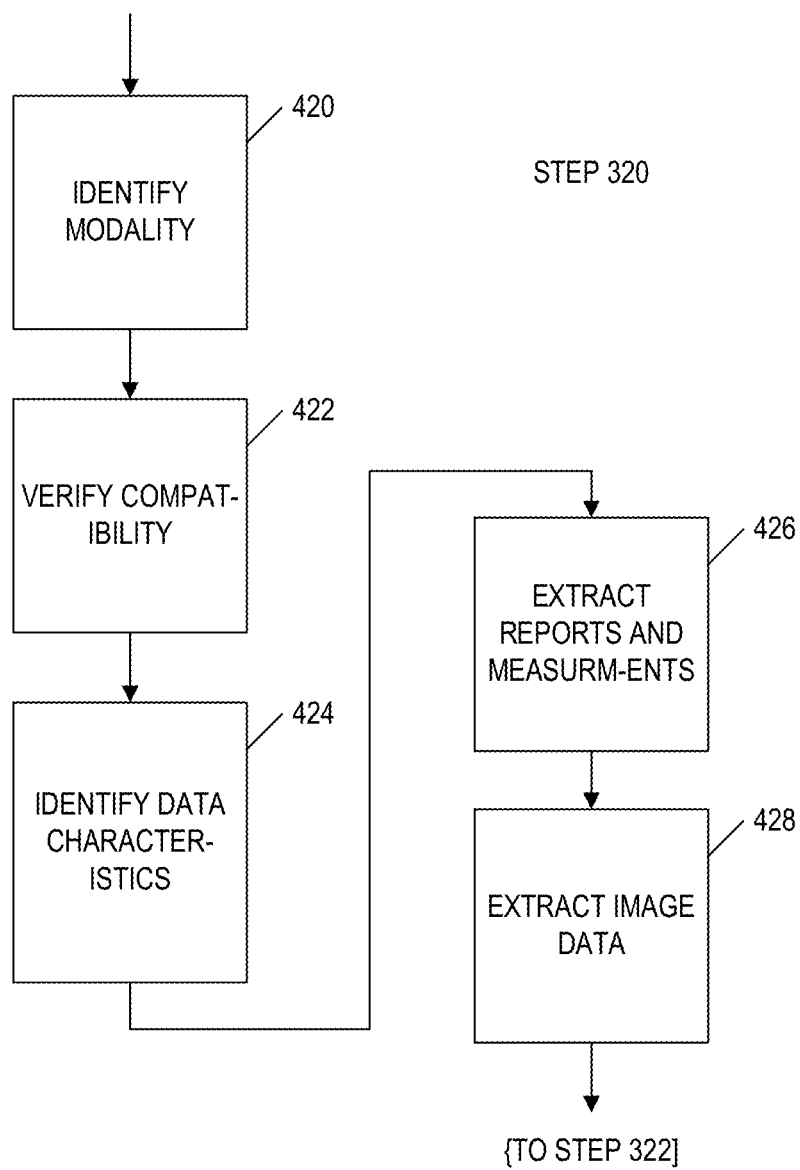 420
STEP 320
IDENTIFY
MODALITY
422
VERIFY COMPAT-
IBILITY
424
IDENTIFY DATA
CHARACTER-
ISTICS
426
EXTRACT
REPORTS AND
MEASURM-ENTS
428
EXTRACT IMAGE
DATA
{TO STEP 322]